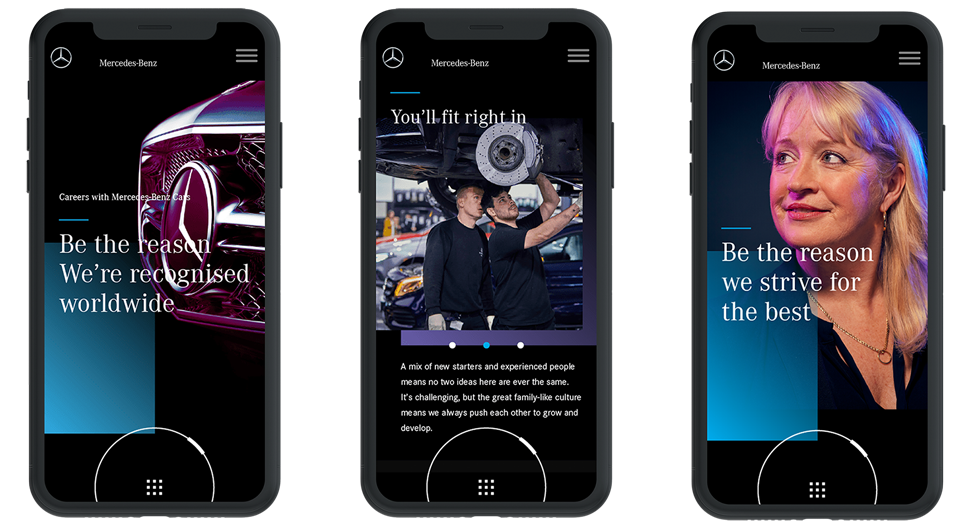 Mercedes-Benz
Careers with Mercedes-Benz Cars
Be the reason
We’re recognised
worldwide
Mercedes-Benz
You’ll fit right in
A mix of new starters and experienced people
means no two ideas here are ever the same.
It's challenging, but the great family-like culture
means we always push each other to grow and
develop.
Mercedes-Benz
Be the reason
we strive for
the best